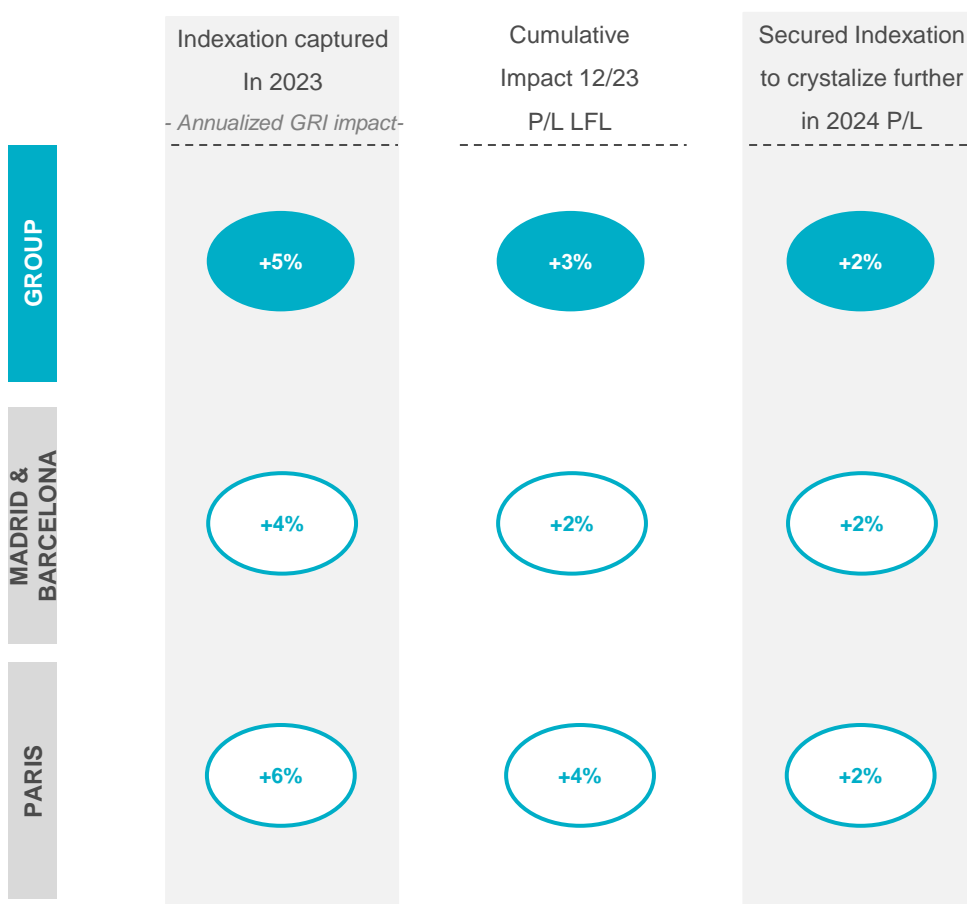 Indexation captured
In 2023
- Annualized GRI impact-
Cumulative
Impact 12/23
P/L LFL
Secured Indexation
to crystalize further
in 2024 P/L
GROUP
+5%
+3%
+2%
MADRID &
BARCELONA
+4%
+2%
+2%
PARIS
+6%
+4%
+2%